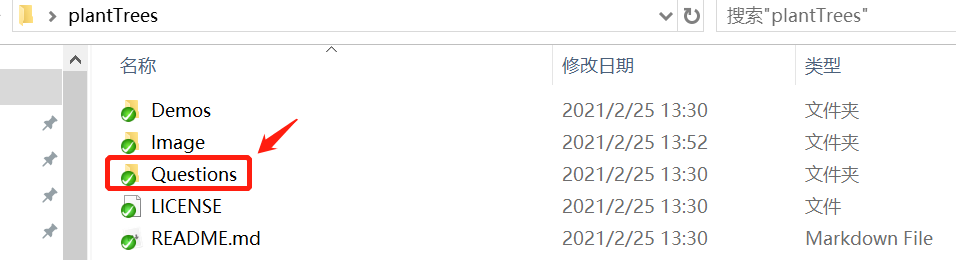 plantTrees
搜索"plantTrees"
名称 修改日期 类型
Demos 2021/2/25 13:30 文件夹
Image 2021/2/25 13:52 文件夹
Questions 2021/2/25 13:30 文件夹
LICENSE 2021/2/25 13:30 文件
README.md 2021/2/25 13:30 Markdown File